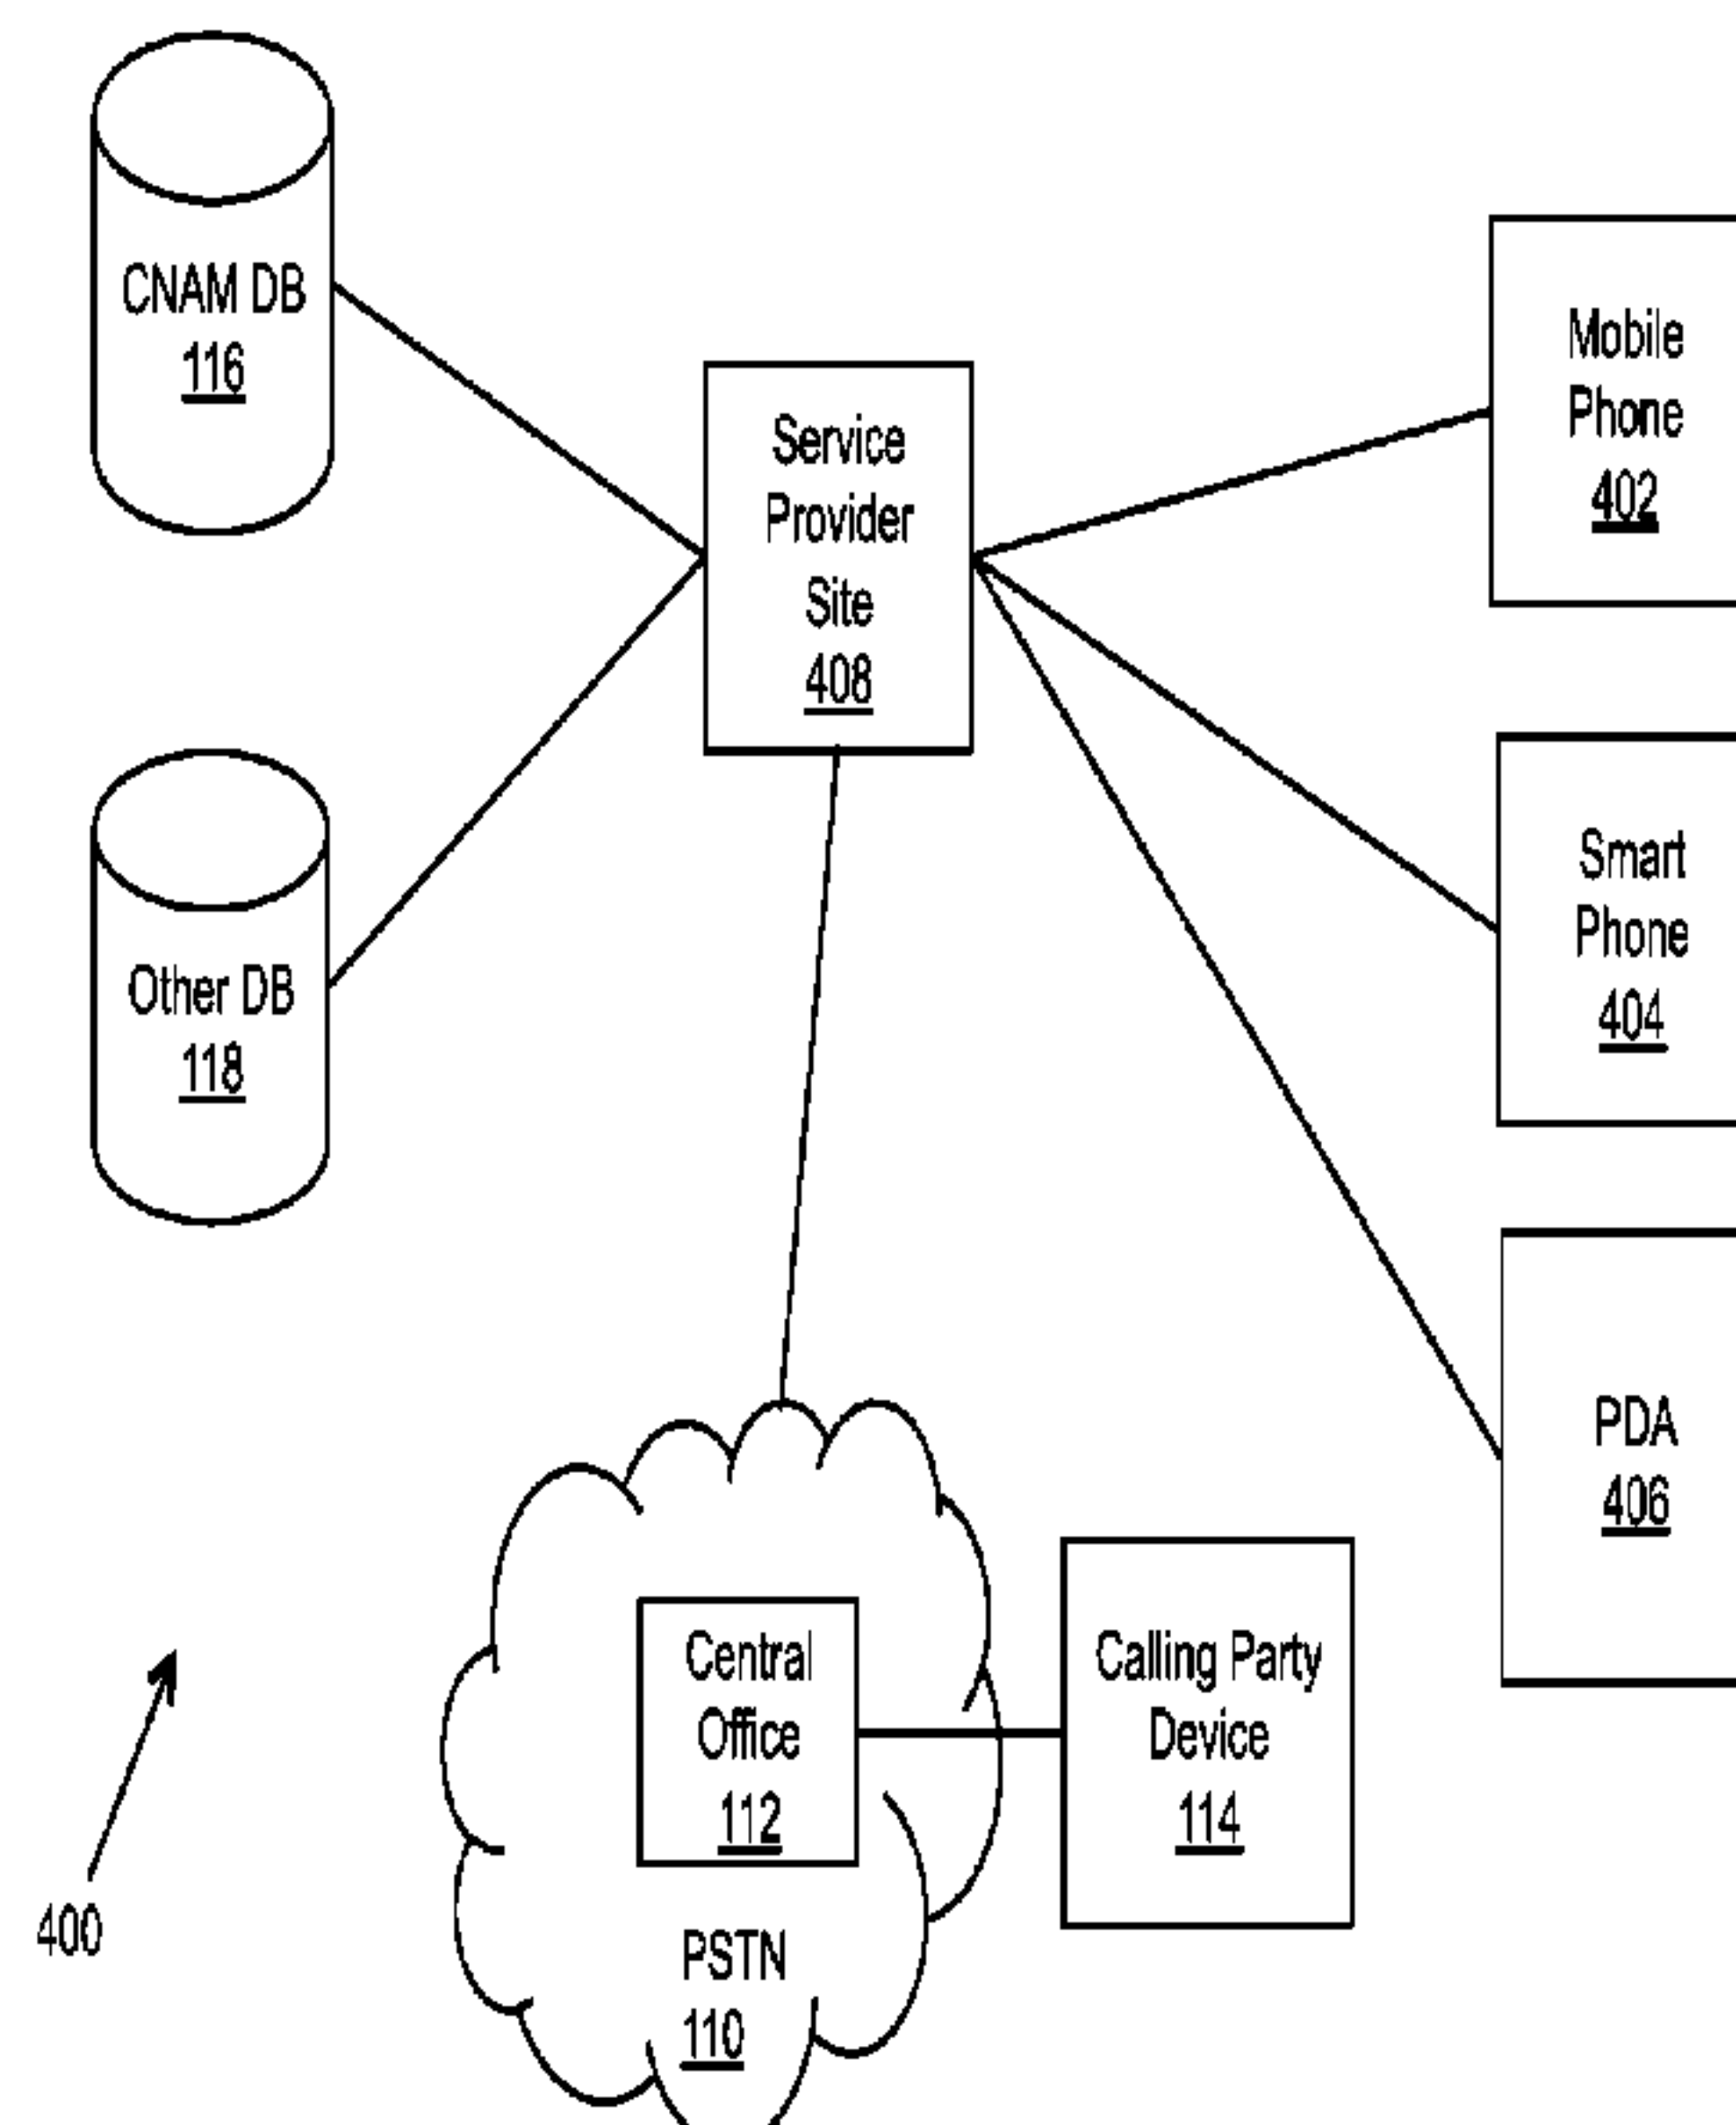 CNAM DB
116
Service
Provider
Site
408
Mobile
Phone
402
Other DB
118
Smart
Phone
404
PDA
406
Central
Office
112
Calling Party
Device
114
PSTN
110
400